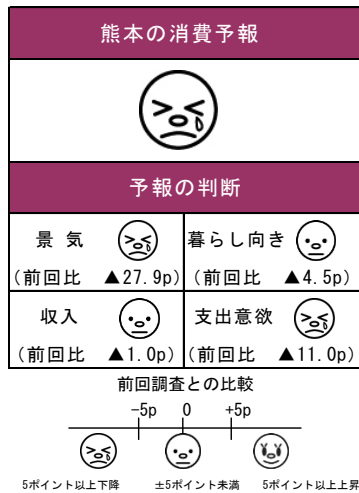 熊本の消費予報
予報の判断
景 気
(前回比 ▲27.9p)
暮らし向き
(前回比 ▲4.5p)
収入
(前回比 ▲1.0p)
支出意欲
(前回比 ▲11.0p)
前回調査との比較
-5p 0 +5p
5ポイント以上下降 ±5ポイント未満 5ポイント以上上昇